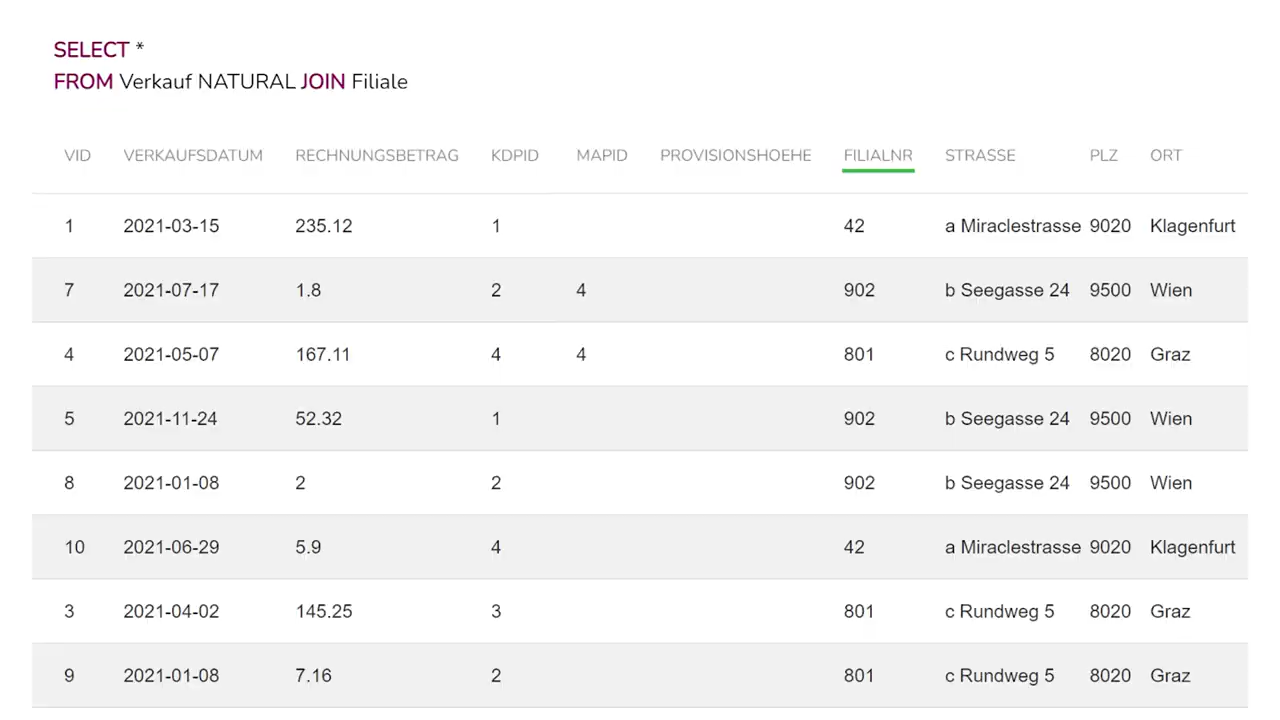 SELECT *
FROM Verkauf NATURAL JOIN Filiale
VID VERKAUFSDATUM RECHNUNGSBETRAG KDPID MAPID PROVISIONSHOEHE FILIALNR STRASSE PLZ ORT
1 2021-03-15 235.12 1 42 a Miraclestrasse 9020 Klagenfurt
7 2021-07-17 1.8 2 4 902 b Seegasse 24 9500 Wien
4 2021-05-07 167.11 4 4 801 c Rundweg 5 8020 Graz
5 2021-11-24 52.32 1 902 b Seegasse 24 9500 Wien
8 2021-01-08 2 2 902 b Seegasse 24 9500 Wien
10 2021-06-29 5.9 4 42 a Miraclestrasse 9020 Klagenfurt
3 2021-04-02 145.25 3 801 c Rundweg 5 8020 Graz
9 2021-01-08 7.16 2 801 c Rundweg 5 8020 Graz